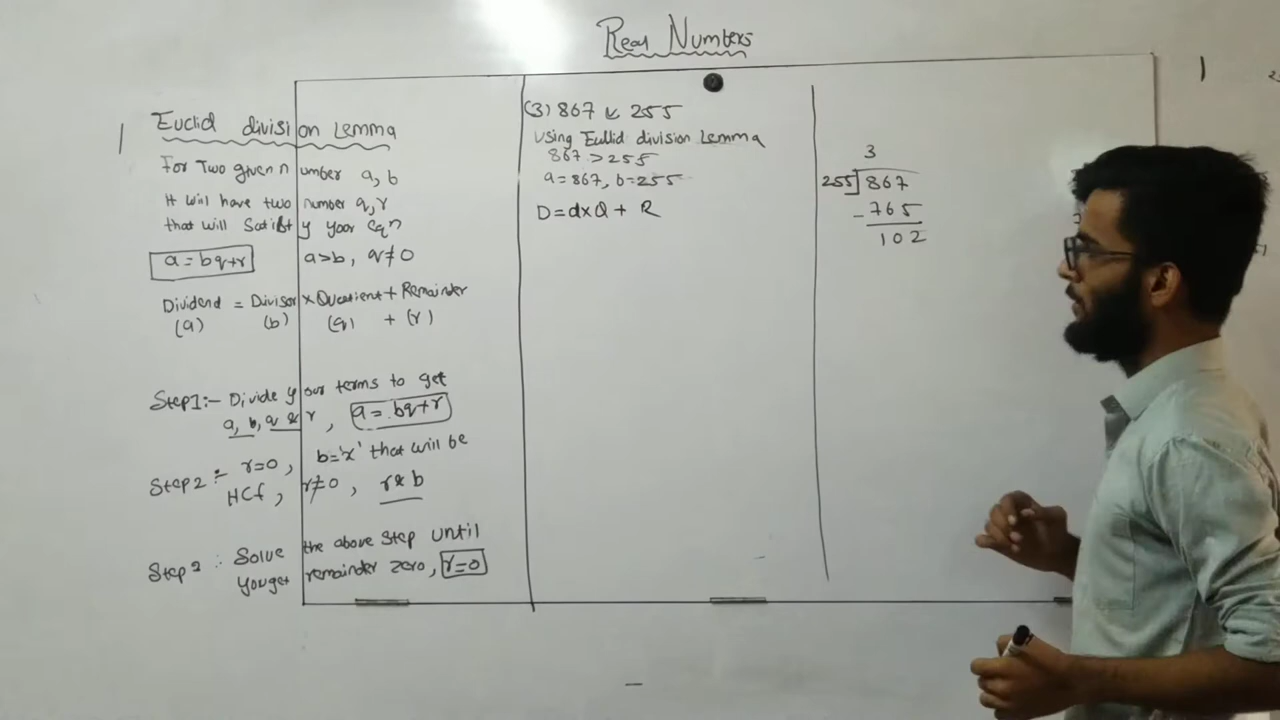 Real Numbers
Euclid division Lemma
For Two given number a, b
It will have two number q, r
that will Satisfy your eqn
a = bq+r a>b, r≠0
Dividend = Divisor × Quotient + Remainder
(a) (b) (q) + (r)
Step1:- Divide your terms to get
a, b, q & r , a = bq+r
Step2 :- r=0, b='x' that will be
HCf, r≠0, r & b
Step : Solve the above step until
you get remainder zero, r=0
(3) 867 & 255
Using Euclid division Lemma
867 > 255
a=867, b=255
D = d×Q + R
3
255 867
- 765
102